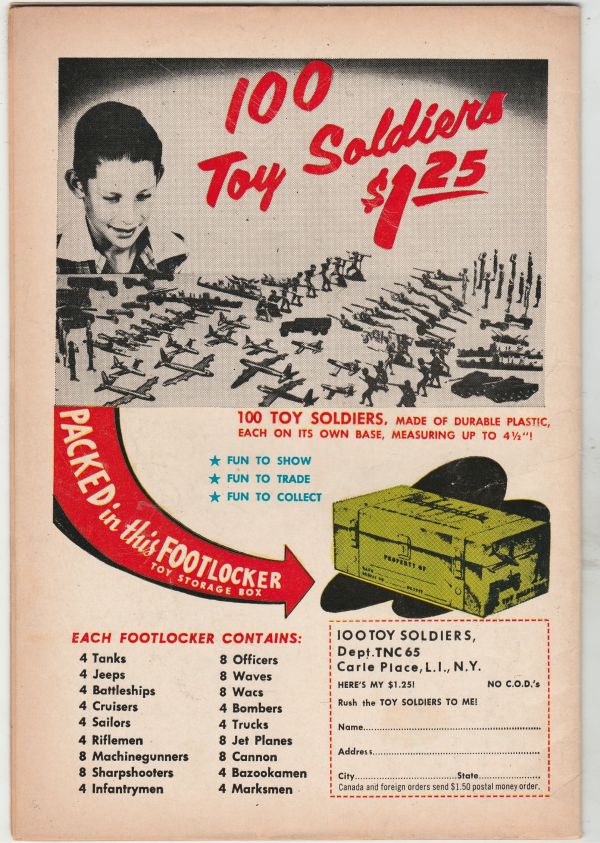 100
Toy Soldiers
$1.25
100 TOY SOLDIERS, MADE OF DURABLE PLASTIC,
EACH ON ITS OWN BASE, MEASURING UP TO 4½"!
★ FUN TO SHOW
★ FUN TO TRADE
★ FUN TO COLLECT
PACKED in this FOOTLOCKER
TOY STORAGE BOX
PROPERTY OF
EACH FOOTLOCKER CONTAINS:
4 Tanks
4 Jeeps
4 Battleships
4 Cruisers
4 Sailors
4 Riflemen
8 Machinegunners
8 Sharpshooters
4 Infantrymen
8 Officers
8 Waves
8 Wacs
4 Bombers
4 Trucks
8 Jet Planes
8 Cannon
4 Bazookamen
4 Marksmen
100 TOY SOLDIERS,
Dept. TNC 65
Carle Place, L.I., N.Y.
HERE'S MY $1.25! NO C.O.D.'s
Rush the TOY SOLDIERS TO ME!
Name
Address
City State
Canada and foreign orders send $1.50 postal money order.